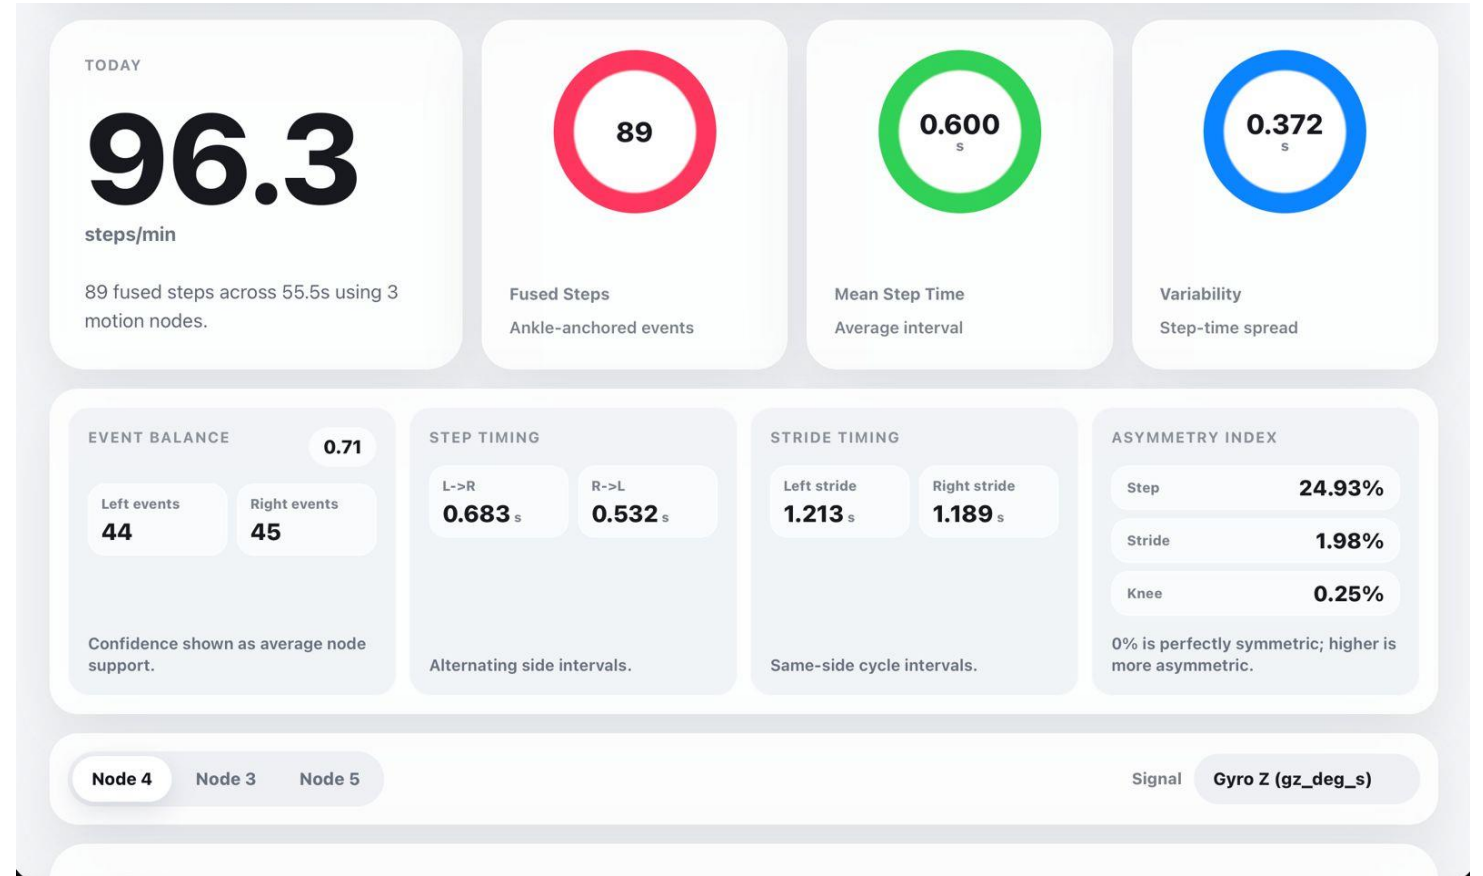 TODAY
96.3
steps/min
89 fused steps across 55.5s using 3
motion nodes.
89
Fused Steps
Ankle-anchored events
0.600
s
Mean Step Time
Average interval
0.372
s
Variability
Step-time spread
EVENT BALANCE
0.71
Left events
44
Right events
45
Confidence shown as average node
support.
STEP TIMING
L->R
0.683 s
R->L
0.532 s
Alternating side intervals.
STRIDE TIMING
Left stride
1.213 s
Right stride
1.189 s
Same-side cycle intervals.
ASYMMETRY INDEX
Step 24.93%
Stride 1.98%
Knee 0.25%
0% is perfectly symmetric; higher is
more asymmetric.
Node 4 Node 3 Node 5
Signal Gyro Z (gz_deg_s)